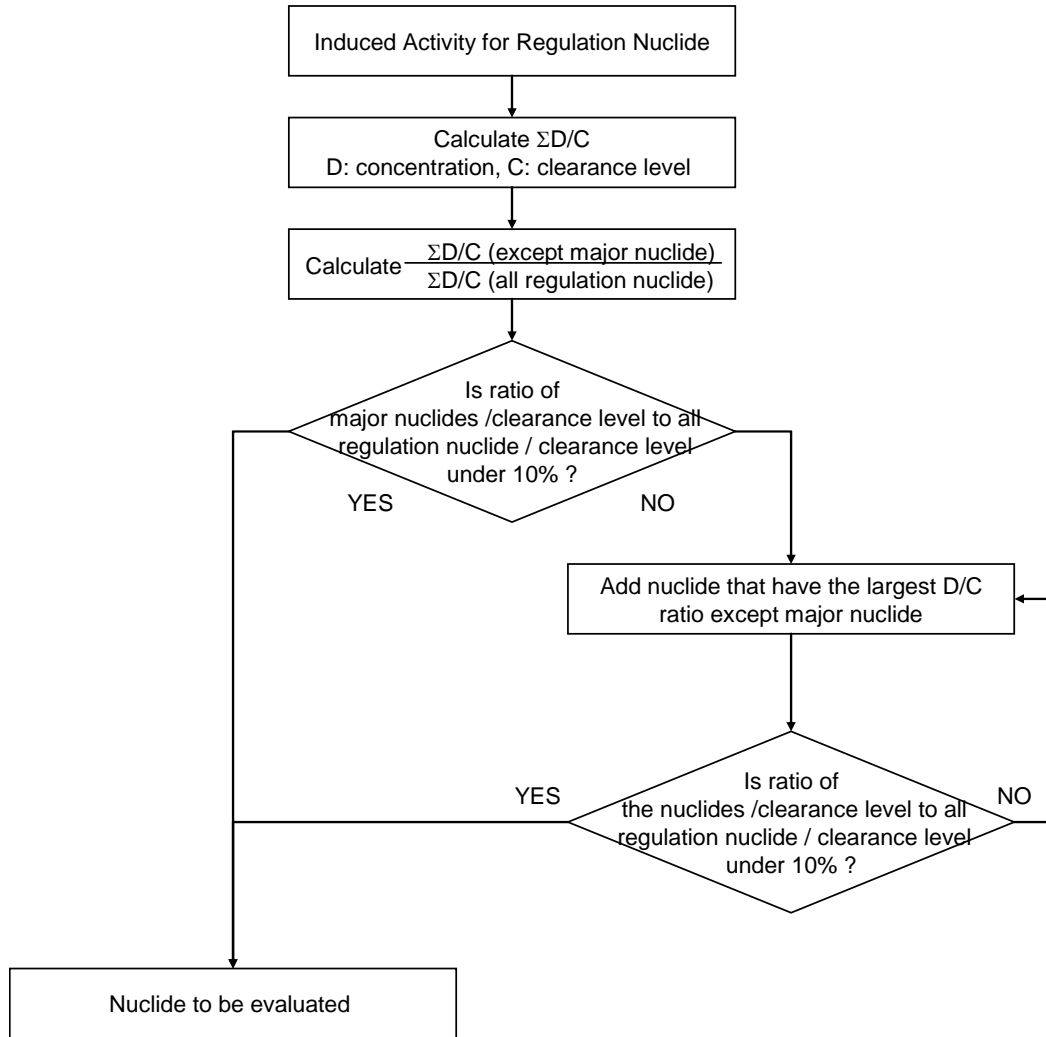 Induced Activity for Regulation Nuclide
Calculate ΣD/C
D: concentration, C: clearance level
Calculate ΣD/C (except major nuclide)
ΣD/C (all regulation nuclide)
Is ratio of
major nuclides /clearance level to all
regulation nuclide / clearance level
under 10% ?
YES
NO
Add nuclide that have the largest D/C
ratio except major nuclide
YES
Is ratio of
the nuclides /clearance level to all
regulation nuclide / clearance level
under 10% ?
NO
Nuclide to be evaluated